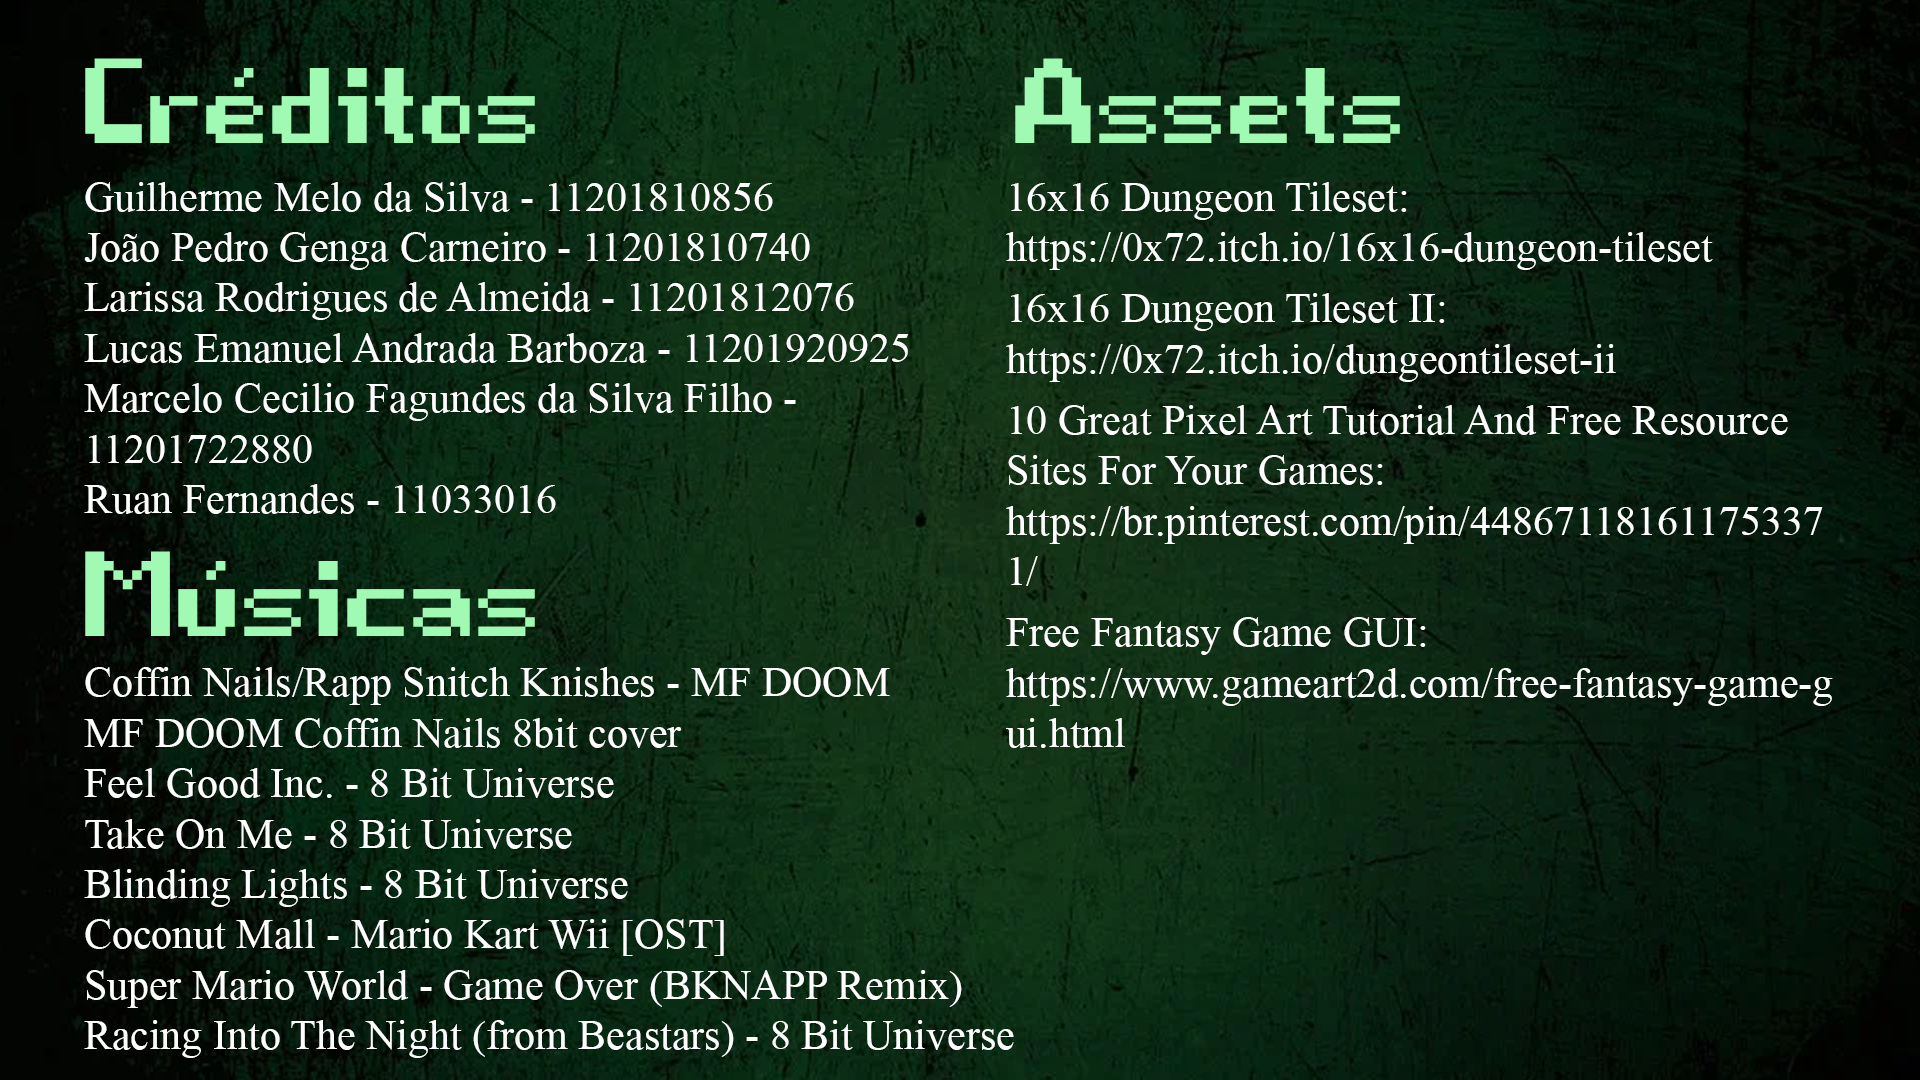 Créditos
Guilherme Melo da Silva - 11201810856
João Pedro Genga Carneiro - 11201810740
Larissa Rodrigues de Almeida - 11201812076
Lucas Emanuel Andrada Barboza - 11201920925
Marcelo Cecilio Fagundes da Silva Filho -
11201722880
Ruan Fernandes - 11033016
Músicas
Coffin Nails/Rapp Snitch Knishes - MF DOOM
MF DOOM Coffin Nails 8bit cover
Feel Good Inc. - 8 Bit Universe
Take On Me - 8 Bit Universe
Blinding Lights - 8 Bit Universe
Coconut Mall - Mario Kart Wii [OST]
Super Mario World - Game Over (BKNAPP Remix)
Racing Into The Night (from Beastars) - 8 Bit Universe
Assets
16x16 Dungeon Tileset:
https://0x72.itch.io/16x16-dungeon-tileset
16x16 Dungeon Tileset II:
https://0x72.itch.io/dungeontileset-ii
10 Great Pixel Art Tutorial And Free Resource
Sites For Your Games:
https://br.pinterest.com/pin/44867118161175337
1/
Free Fantasy Game GUI:
https://www.gameart2d.com/free-fantasy-game-g
ui.html